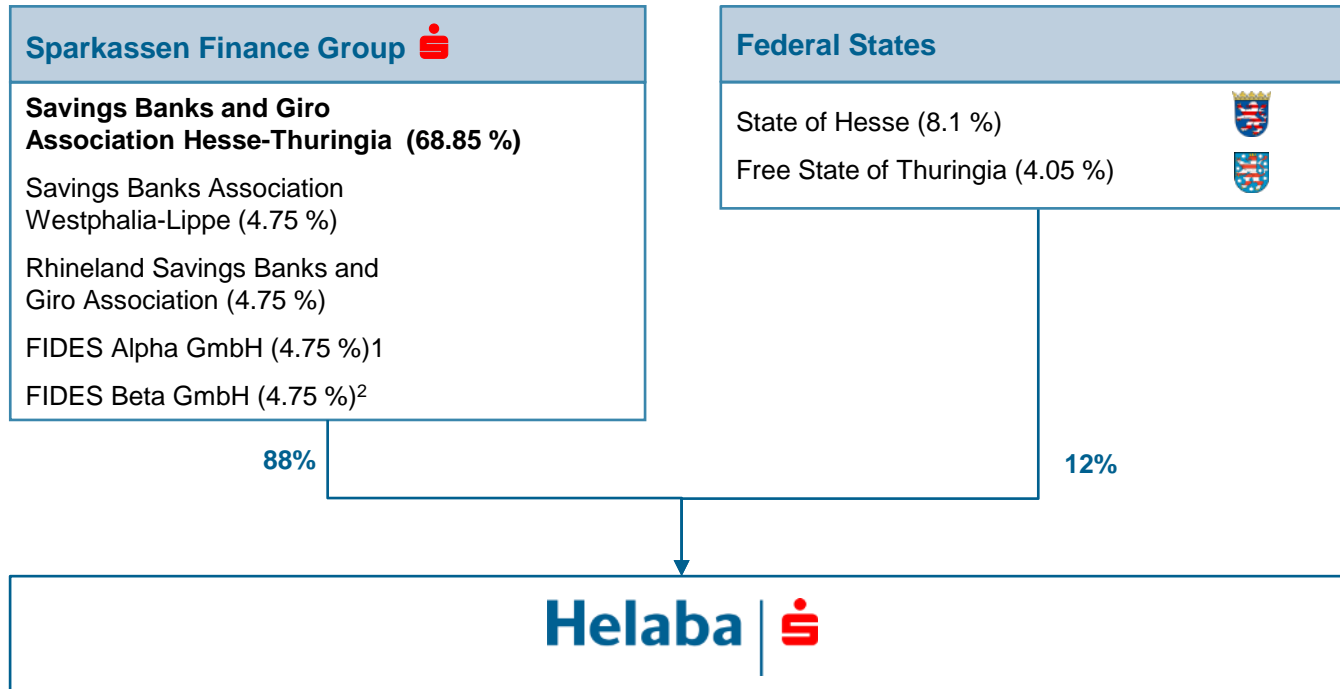 Sparkassen Finance Group
Savings Banks and Giro
Association Hesse-Thuringia (68.85 %)
Savings Banks Association
Westphalia-Lippe (4.75 %)
Rhineland Savings Banks and
Giro Association (4.75 %)
FIDES Alpha GmbH (4.75 %)1
FIDES Beta GmbH (4.75 %)²
Federal States
State of Hesse (8.1 %)
Free State of Thuringia (4.05 %)
88%
12%
Helaba